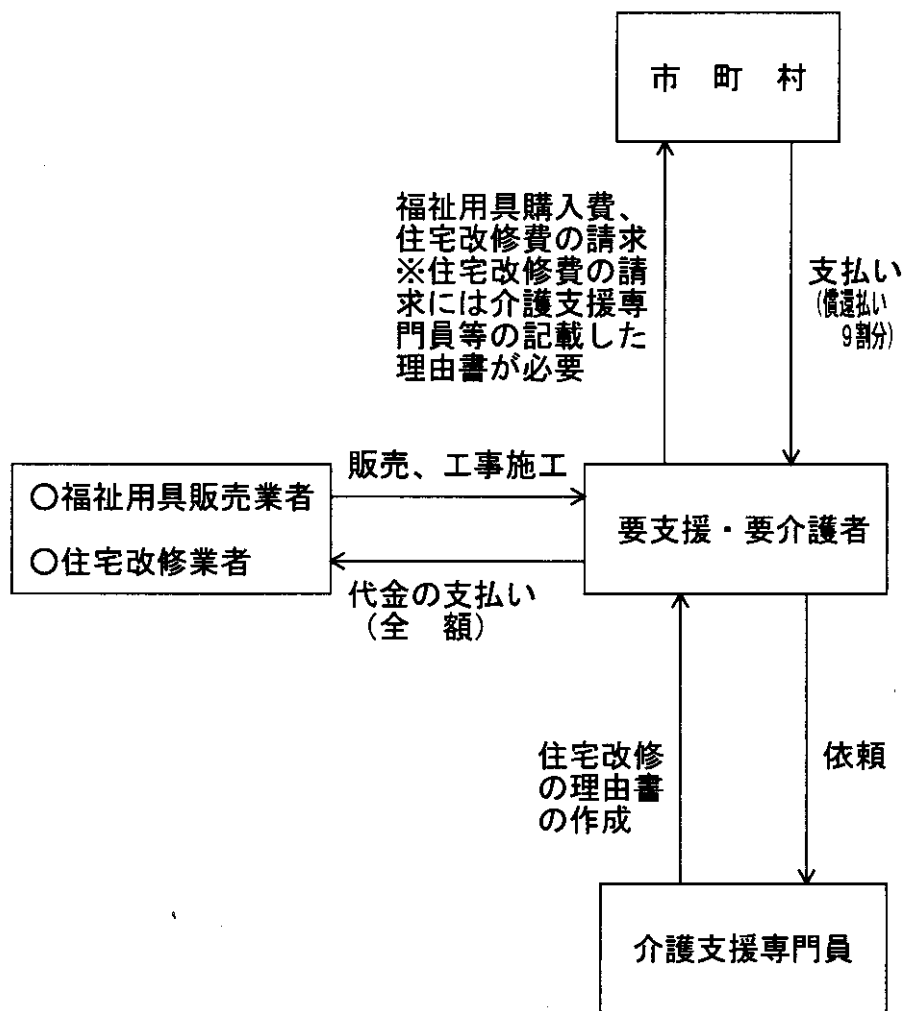 市町村
福祉用具購入費、
住宅改修費の請求
※住宅改修費の請
求には介護支援専
門員等の記載した
理由書が必要
支払い
(償還払い
9割分)
販売、工事施工
○福祉用具販売業者
○住宅改修業者
要支援・要介護者
代金の支払い
(全 額)
住宅改修
の理由書
の作成
依頼
介護支援専門員